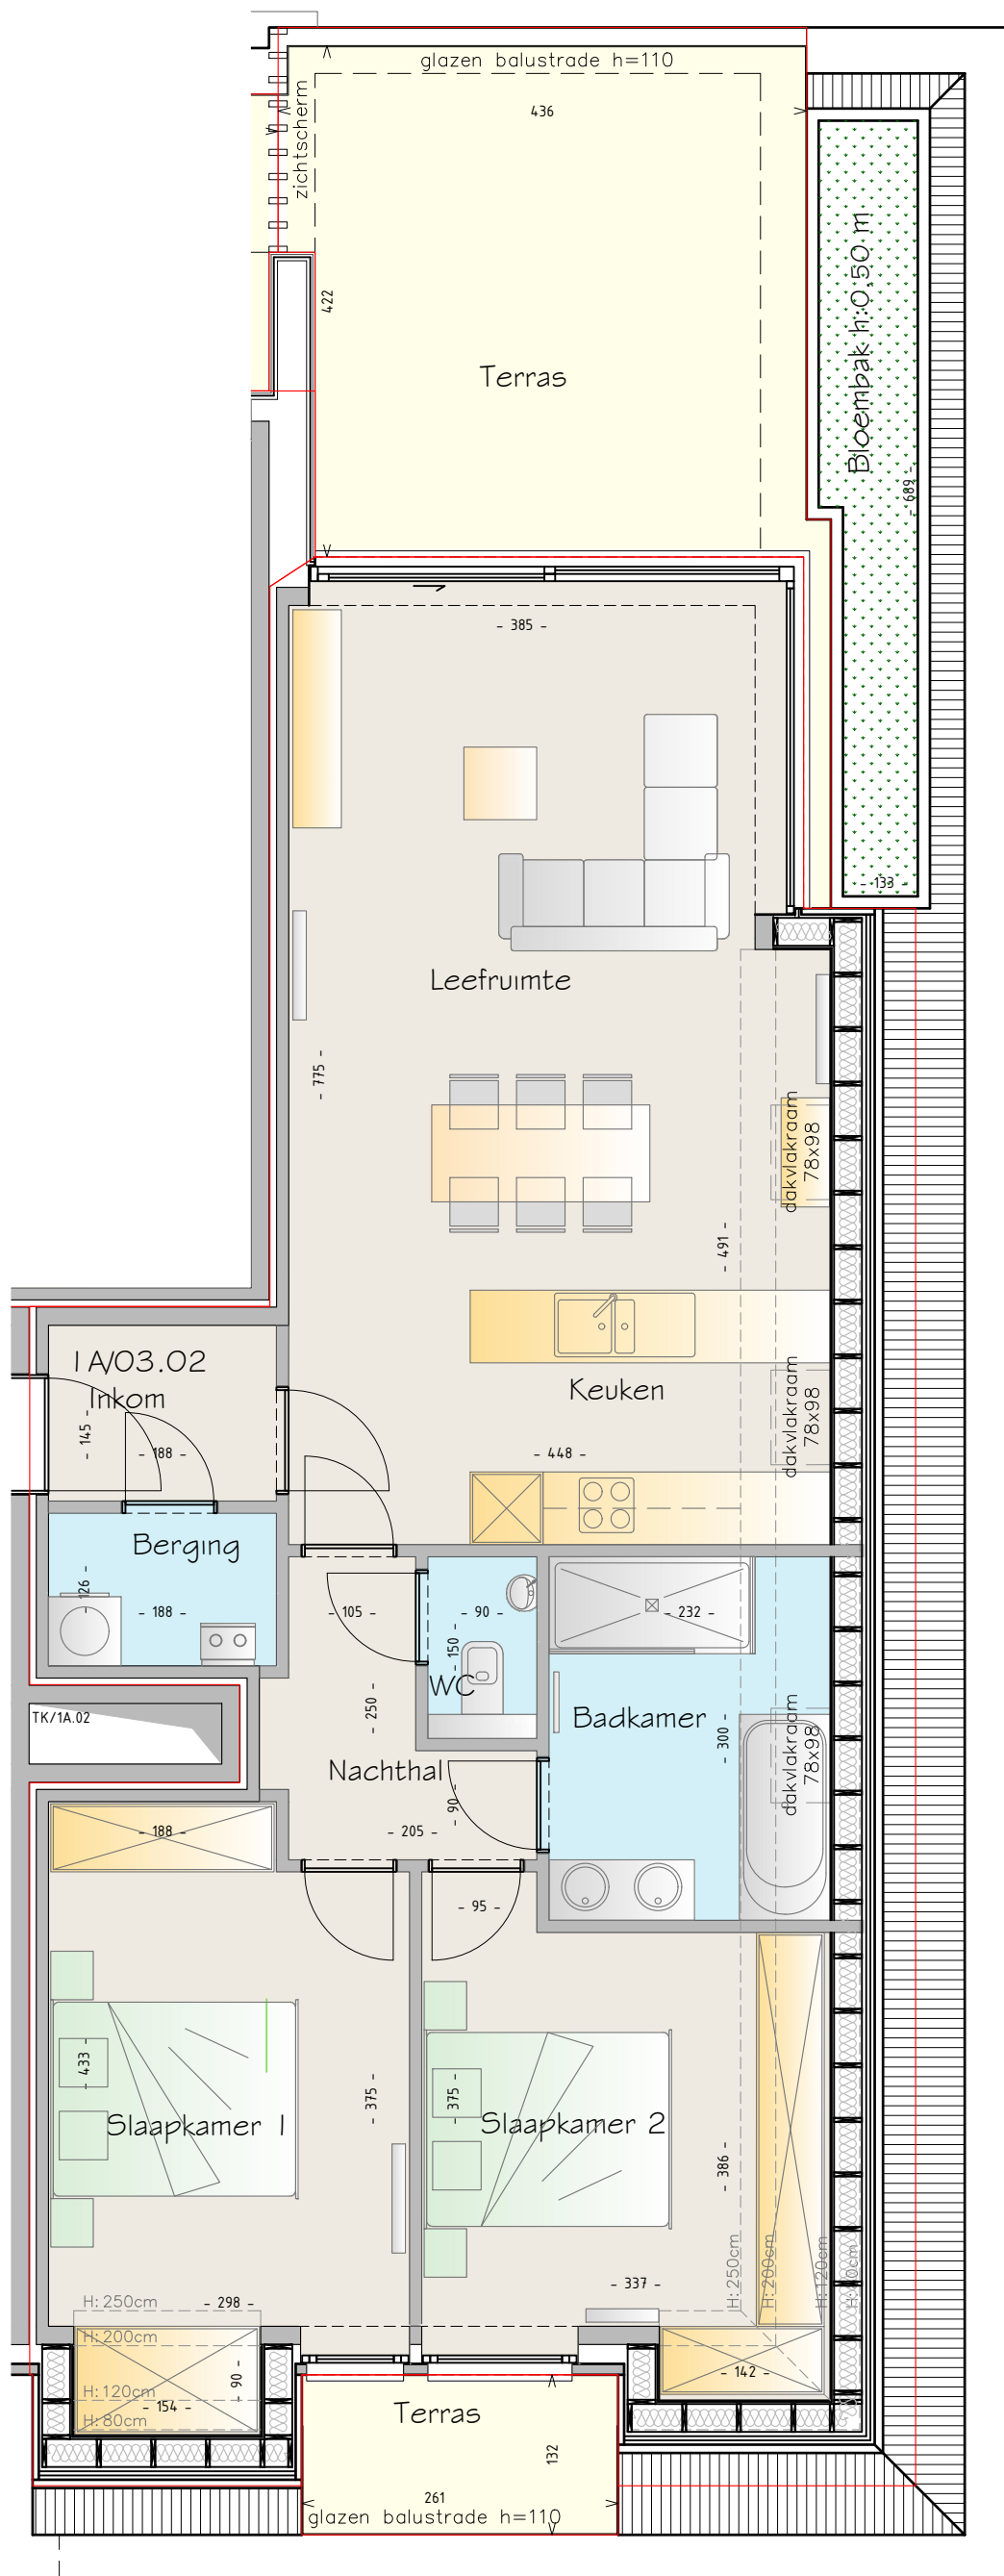 glazen balustrade h=110
436
zichtscherm
422
Terras
Bloembak h:0.50 m
- 689 -
- 385 -
- 133 -
Leefruimte
- 775 -
dakvlakraam
78x98
- 491 -
1A/03.02
Inkom
- 145 -
- 188 -
Keuken
dakvlakraam
78x98
- 448 -
Berging
- 126 -
- 188 -
- 105 -
- 90 -
- 150 -
- 232 -
WC
- 250 -
TK/1A.02
Badkamer
- 300 -
dakvlakraam
78x98
Nachthal
- 90 -
- 188 -
- 205 -
- 95 -
- 433 -
- 375 -
- 375 -
Slaapkamer 1
Slaapkamer 2
- 386 -
H:250cm
H:200cm
H:120cm
- 337 -
H:250cm
- 298 -
H:200cm
- 90 -
- 142 -
H:120cm
- 154 -
H:80cm
Terras
132
261
glazen balustrade h=110